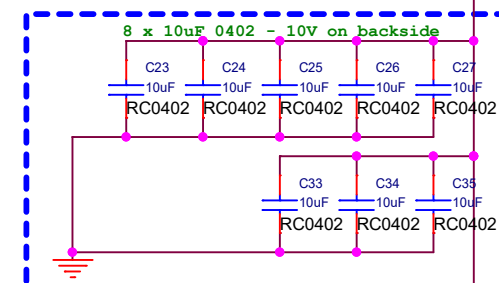 8 x 10uF 0402 - 10V on backside
C23 C24 C25 C26 C27
10uF 10uF 10uF 10uF 10uF
RC0402 RC0402 RC0402 RC0402 RC0402
C33 C34 C35
10uF 10uF 10uF
RC0402 RC0402 RC0402